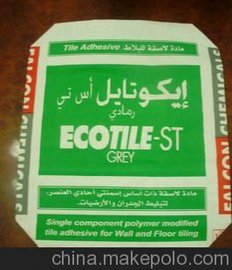 Tile Adhesive مادة لاصقة للبلاط
إيكوتايل أس تي
رمادي
ECOTILE-ST
GREY
مادة لاصقة ذات أساس إسمنتي أحادي العنصر،
لتبليط الجدران والأرضيات.
Single component polymer modified
tile adhesive for Wall and Floor tiling
FALCON CHEMICALS
FALCON CHEMICALS
china.makepolo.com